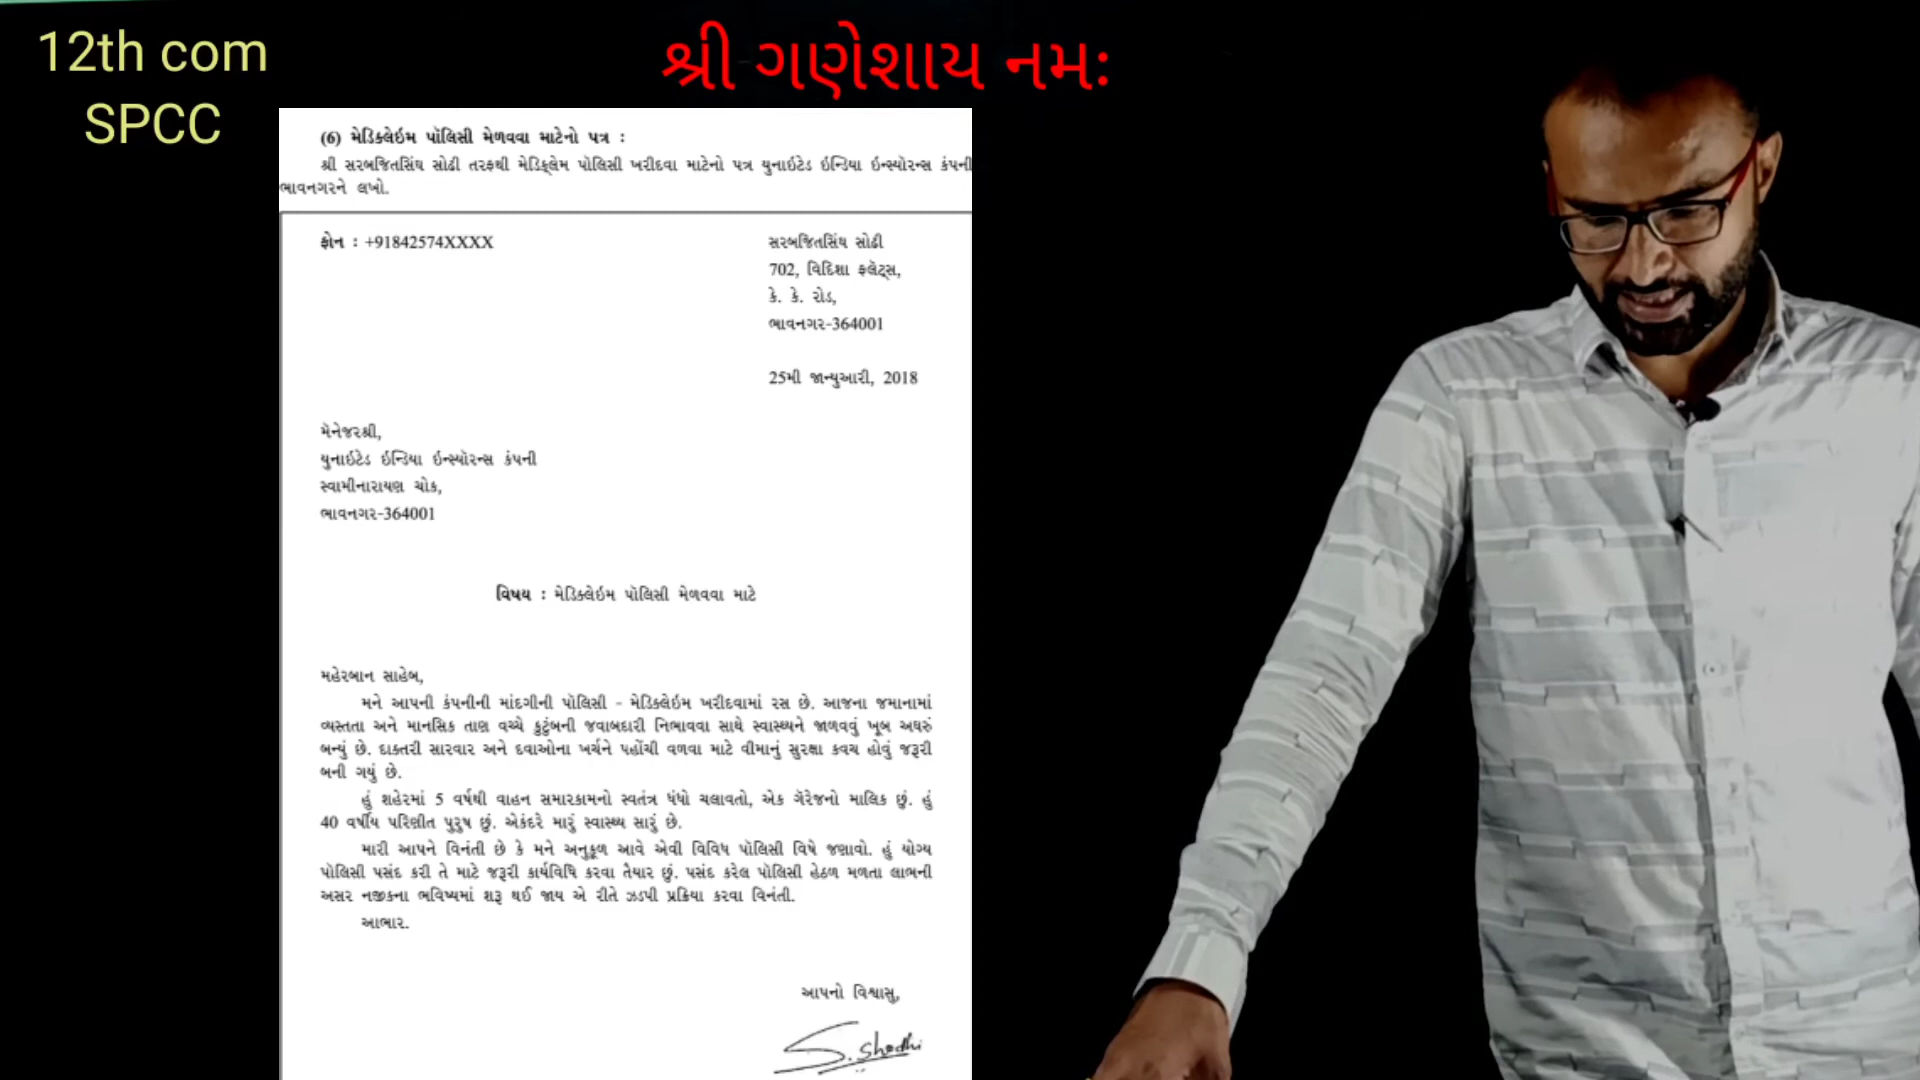 12th com
SPCC
શ્રી ગણેશાય નમઃ
(6) મેડિક્લેઇમ પૉલિસી મેળવવા માટેનો પત્ર :
શ્રી સરબજિતસિંઘ સોઢી તરફથી મેડિક્લેમ પૉલિસી ખરીદવા માટેનો પત્ર યુનાઇટેડ ઇન્ડિયા ઇન્સ્યૉરન્સ કંપની
ભાવનગરને લખો.
ફોન : +91842574XXXX
સરબજિતસિંઘ સોઢી
702, વિદિશા ફ્લૅટ્સ,
કે. કે. રોડ,
ભાવનગર-364001
25મી જાન્યુઆરી, 2018
મૅનેજરશ્રી,
યુનાઇટેડ ઇન્ડિયા ઇન્સ્યૉરન્સ કંપની
સ્વામીનારાયણ ચોક,
ભાવનગર-364001
વિષય : મેડિક્લેઇમ પૉલિસી મેળવવા માટે
મહેરબાન સાહેબ,
મને આપની કંપનીની માંદગીની પૉલિસી - મેડિક્લેઇમ ખરીદવામાં રસ છે. આજના જમાનામાં
વ્યસ્તતા અને માનસિક તાણ વચ્ચે કુટુંબની જવાબદારી નિભાવવા સાથે સ્વાસ્થ્યને જાળવવું ખૂબ અઘરું
બન્યું છે. દાક્તરી સારવાર અને દવાઓના ખર્ચને પહોંચી વળવા માટે વીમાનું સુરક્ષા કવચ હોવું જરૂરી
બની ગયું છે.
હું શહેરમાં 5 વર્ષથી વાહન સમારકામનો સ્વતંત્ર ધંધો ચલાવતો, એક ગૅરેજનો માલિક છું. હું
40 વર્ષીય પરિણીત પુરુષ છું. એકંદરે મારું સ્વાસ્થ્ય સારું છે.
મારી આપને વિનંતી છે કે મને અનુકૂળ આવે એવી વિવિધ પૉલિસી વિષે જણાવો. હું યોગ્ય
પૉલિસી પસંદ કરી તે માટે જરૂરી કાર્યવિધિ કરવા તૈયાર છું. પસંદ કરેલ પૉલિસી હેઠળ મળતા લાભની
અસર નજીકના ભવિષ્યમાં શરૂ થઈ જાય એ રીતે ઝડપી પ્રક્રિયા કરવા વિનંતી.
આભાર.
આપનો વિશ્વાસુ,
S. Shodhi